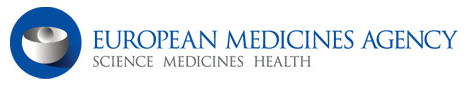 EUROPEAN MEDICINES AGENCY
SCIENCE MEDICINES HEALTH